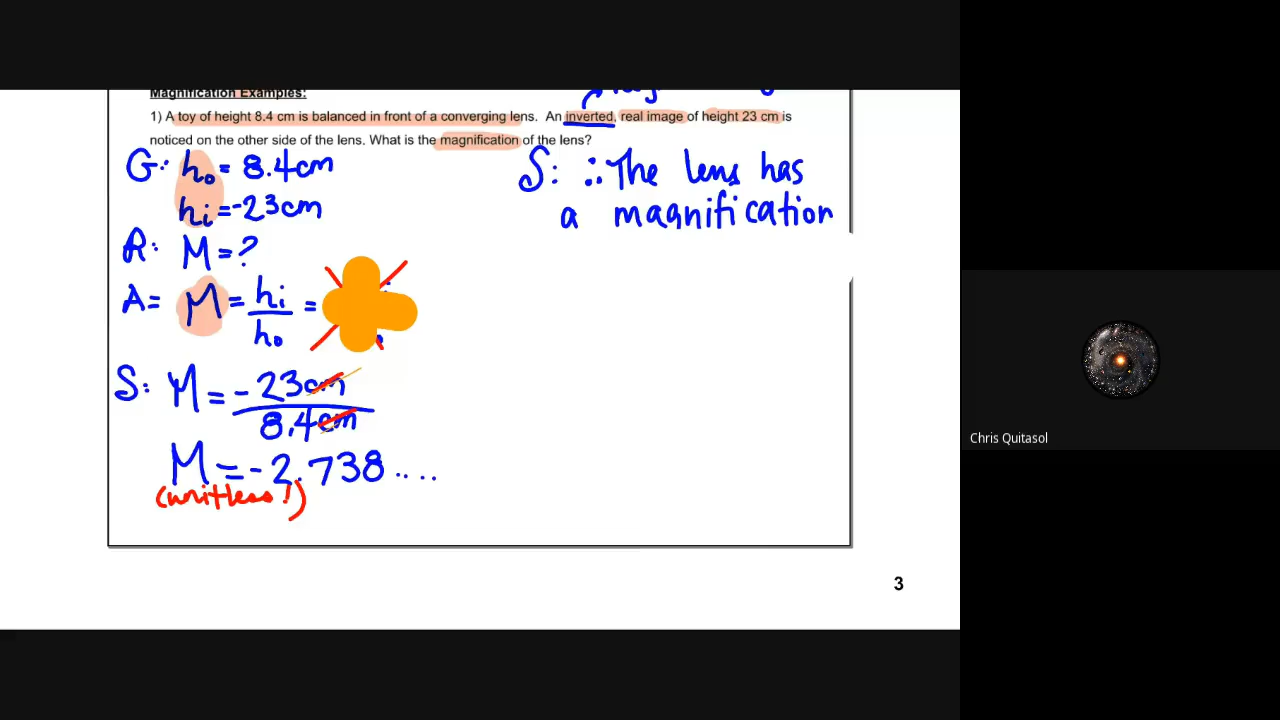 Magnification Examples:
1) A toy of height 8.4 cm is balanced in front of a converging lens. An inverted, real image of height 23 cm is
noticed on the other side of the lens. What is the magnification of the lens?
G: ho = 8.4cm
hi = -23cm
R: M = ?
A = M = hi / ho =
S: M = -23cm / 8.4cm
M = -2.738....
(unitless!)
S: ∴ The lens has
a magnification
3
Chris Quitasol